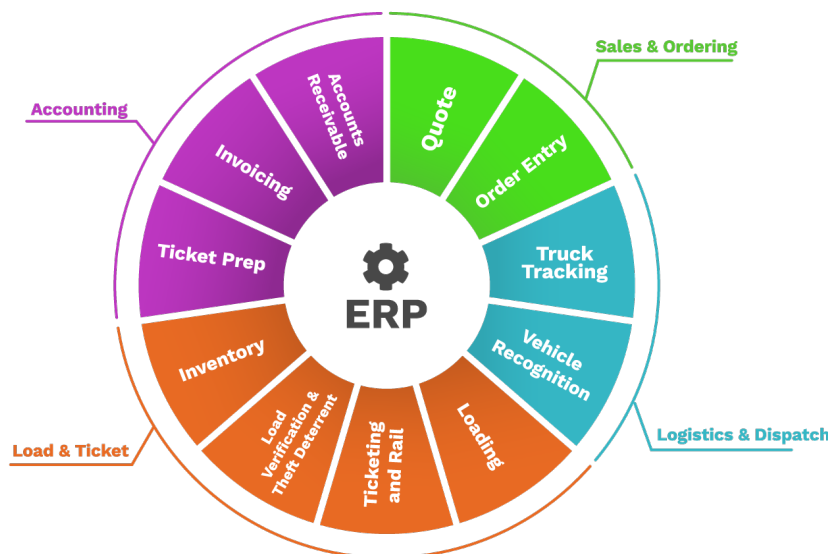 Sales & Ordering
Accounting
Accounts
Receivable
Quote
Invoicing
Order Entry
Ticket Prep
Truck
Tracking
ERP
Vehicle
Recognition
Inventory
Load
Verification &
Theft Deterrent
Ticketing
and Rail
Loading
Load & Ticket
Logistics & Dispatch